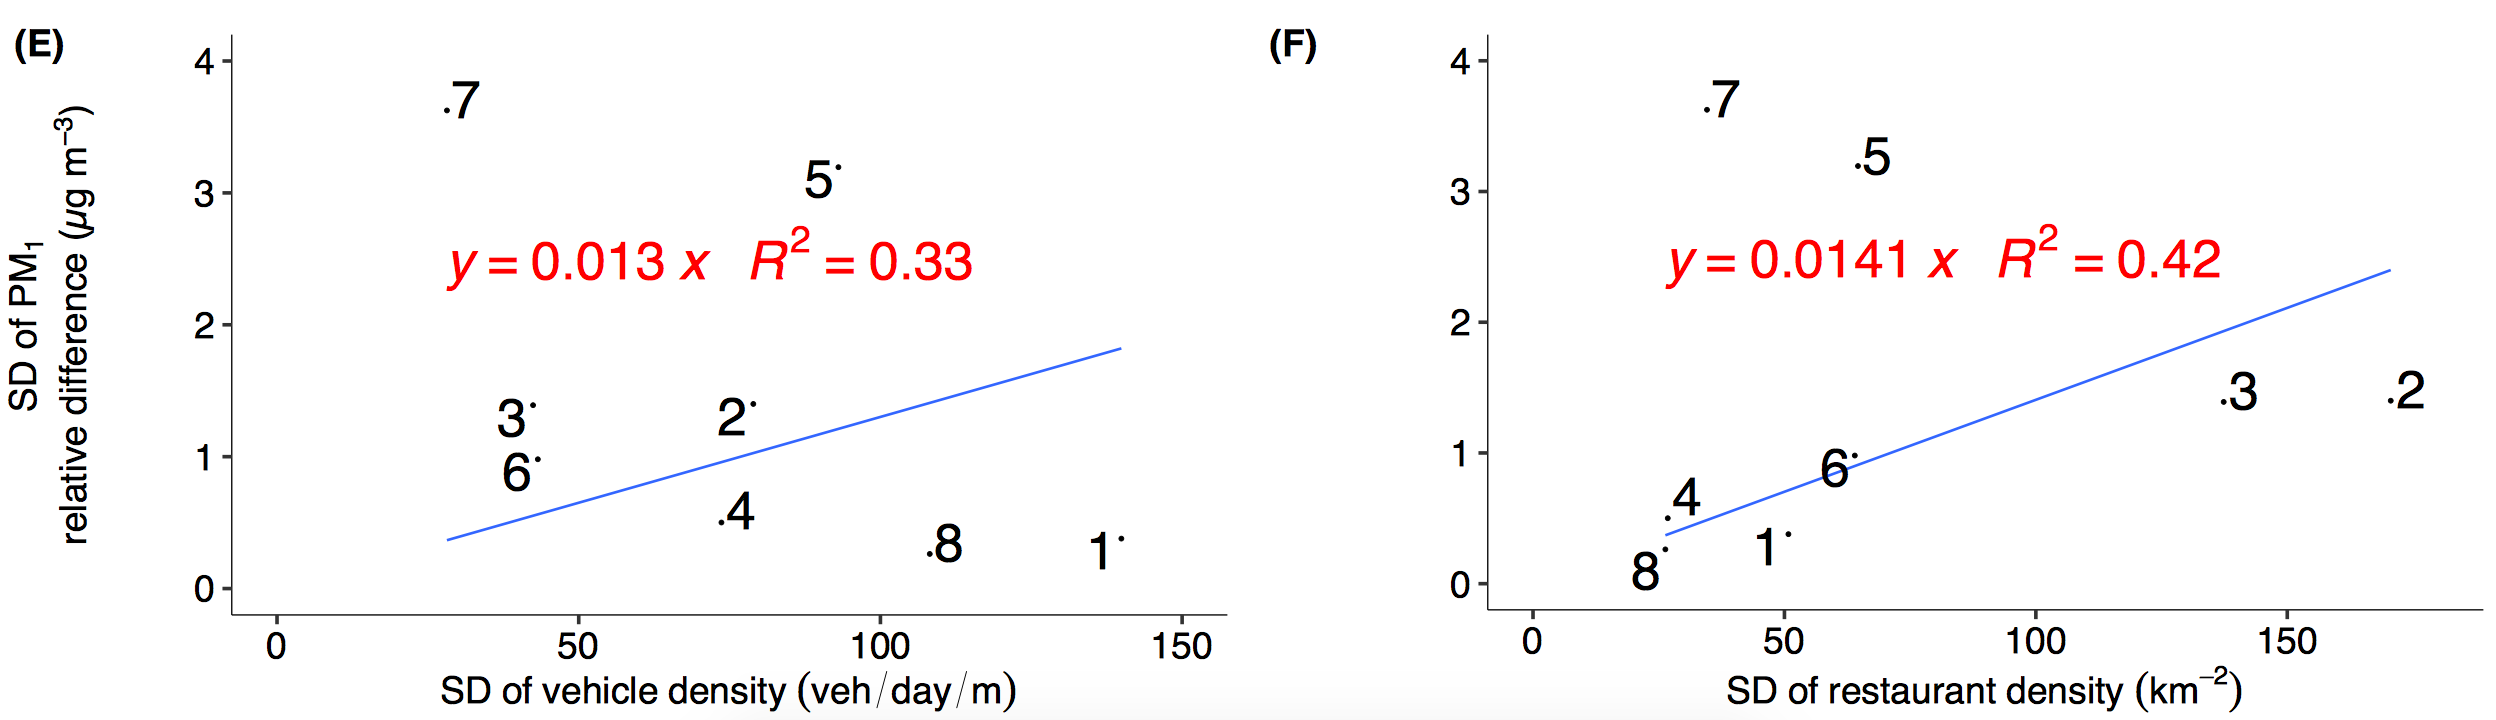 (E)
SD of PM₁
relative difference (μg m⁻³)
4
3
2
1
0
7
5
y = 0.013 x R² = 0.33
3
2
6
4
8
1
0 50 100 150
SD of vehicle density (veh/day/m)
(F)
4
3
2
1
0
7
5
y = 0.0141 x R² = 0.42
3
2
6
4
1
8
0 50 100 150
SD of restaurant density (km⁻²)